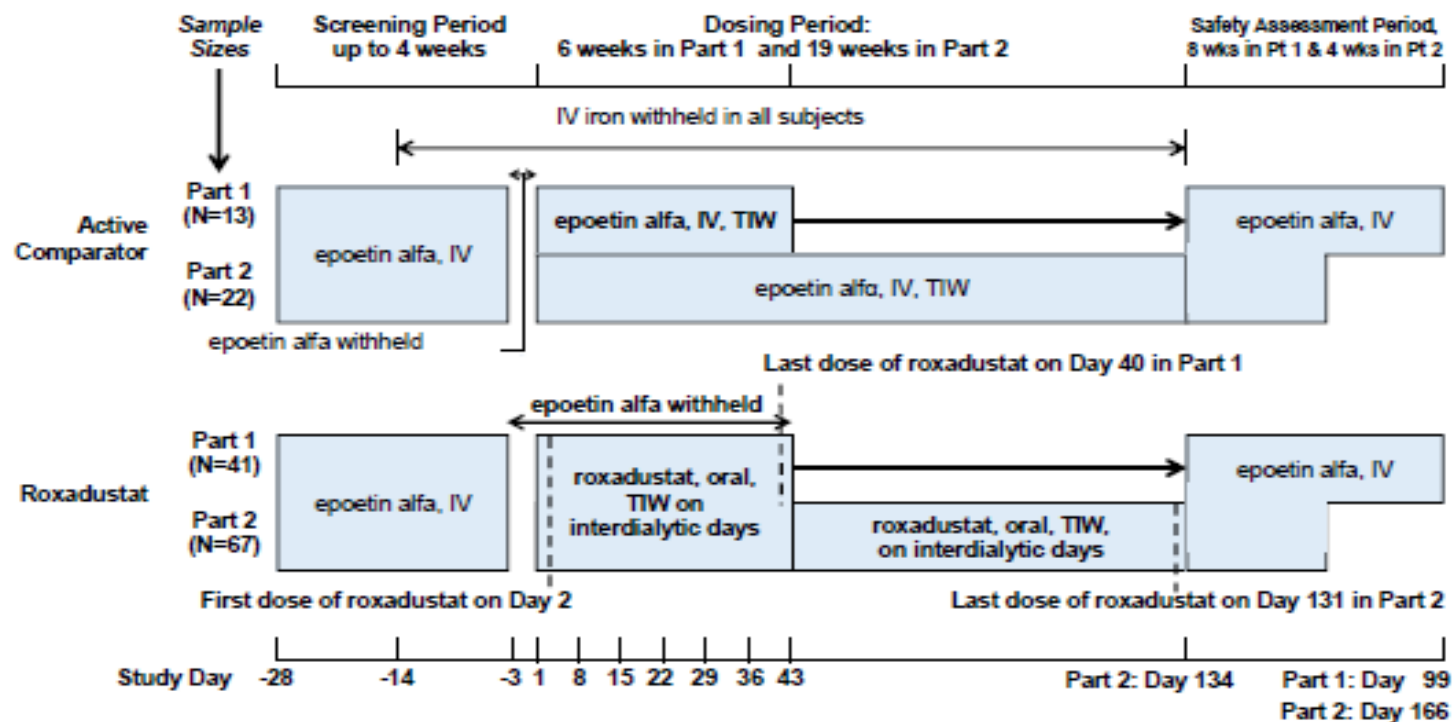 Sample
Sizes
Screening Period
up to 4 weeks
Dosing Period:
6 weeks in Part 1 and 19 weeks in Part 2
Safety Assessment Period,
8 wks in Pt 1 & 4 wks in Pt 2
IV iron withheld in all subjects
Active
Comparator
Part 1
(N=13)
Part 2
(N=22)
epoetin alfa, IV
epoetin alfa, IV, TIW
epoetin alfa, IV, TIW
epoetin alfa, IV
epoetin alfa withheld
Last dose of roxadustat on Day 40 in Part 1
epoetin alfa withheld
Roxadustat
Part 1
(N=41)
Part 2
(N=67)
epoetin alfa, IV
roxadustat, oral,
TIW on
interdialytic days
roxadustat, oral, TIW,
on interdialytic days
epoetin alfa, IV
First dose of roxadustat on Day 2
Last dose of roxadustat on Day 131 in Part 2
Study Day -28 -14 -3 1 8 15 22 29 36 43 Part 2: Day 134 Part 1: Day 99
Part 2: Day 166